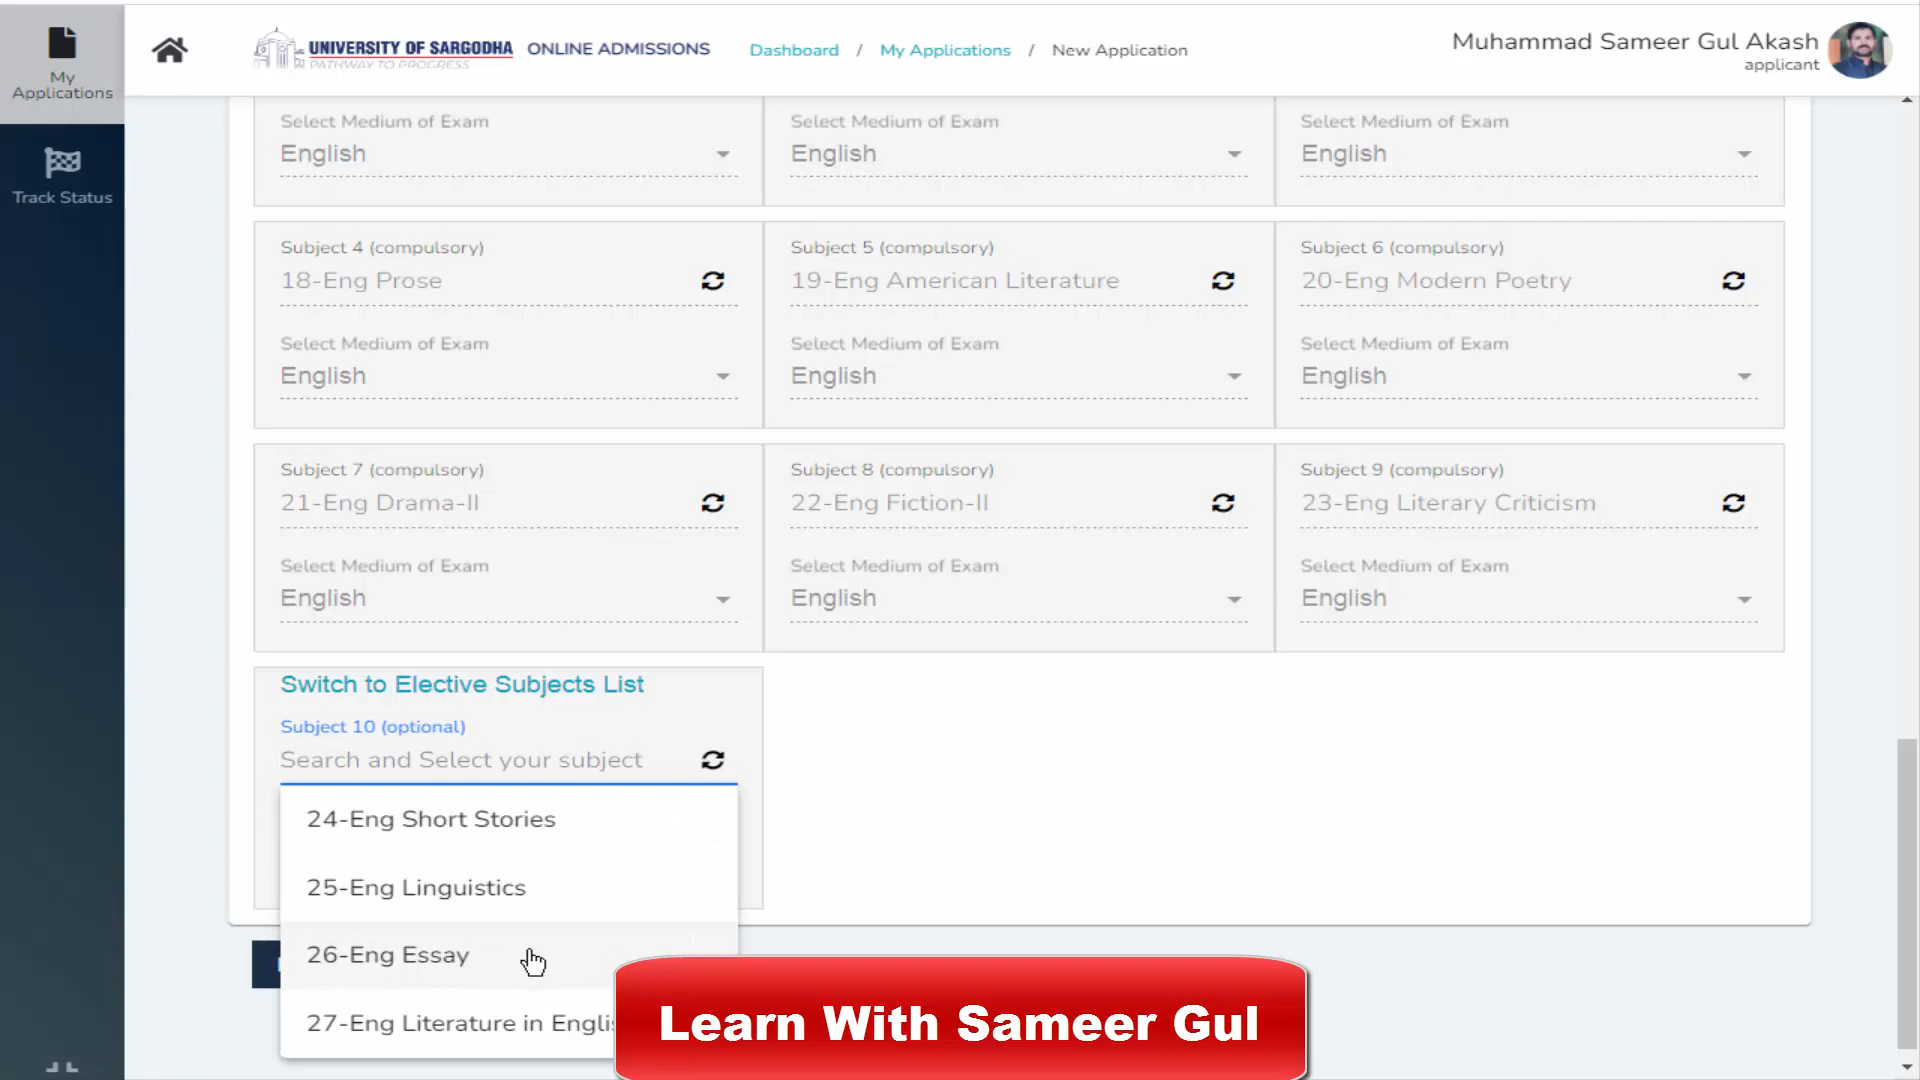 My
Applications
Track Status
UNIVERSITY OF SARGODHA
PATHWAY TO PROGRESS
ONLINE ADMISSIONS
Dashboard / My Applications / New Application
Muhammad Sameer Gul Akash
applicant
Select Medium of Exam Select Medium of Exam Select Medium of Exam
English English English
Subject 4 (compulsory) Subject 5 (compulsory) Subject 6 (compulsory)
18-Eng Prose 19-Eng American Literature 20-Eng Modern Poetry
Select Medium of Exam Select Medium of Exam Select Medium of Exam
English English English
Subject 7 (compulsory) Subject 8 (compulsory) Subject 9 (compulsory)
21-Eng Drama-II 22-Eng Fiction-II 23-Eng Literary Criticism
Select Medium of Exam Select Medium of Exam Select Medium of Exam
English English English
Switch to Elective Subjects List
Subject 10 (optional)
Search and Select your subject
24-Eng Short Stories
25-Eng Linguistics
26-Eng Essay
27-Eng Literature in
Learn With Sameer Gul